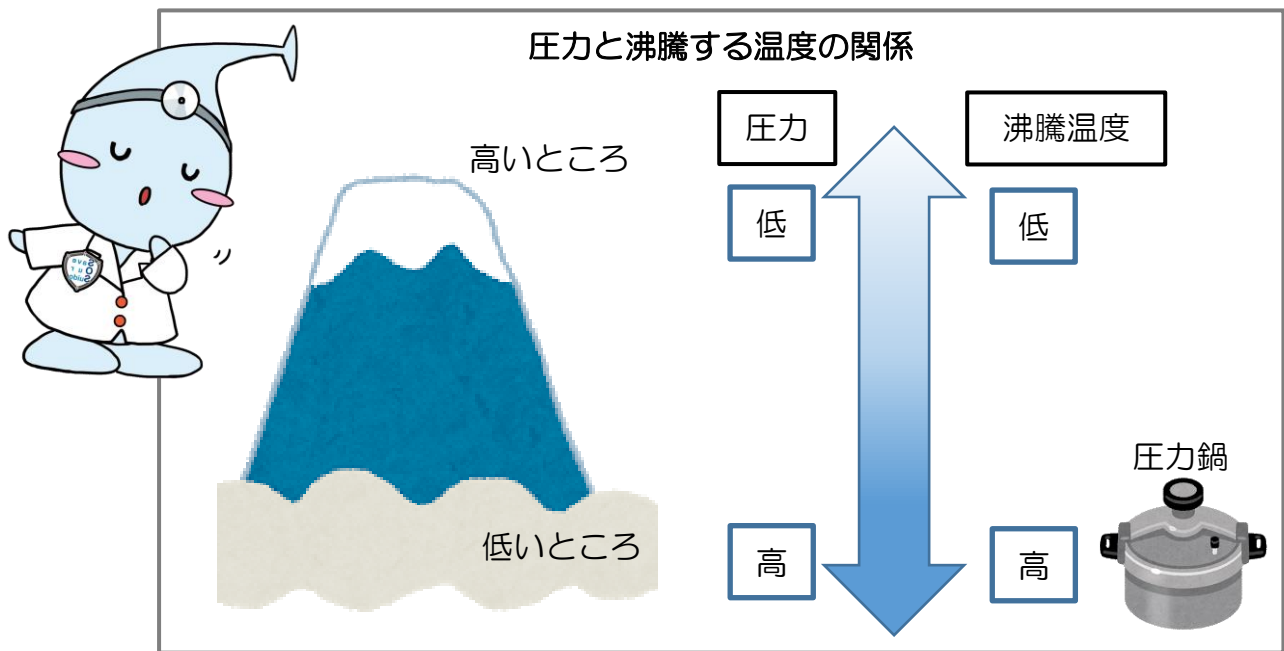 圧力と沸騰する温度の関係
圧力
沸騰温度
高いところ
低
低
圧力鍋
低いところ
高
高